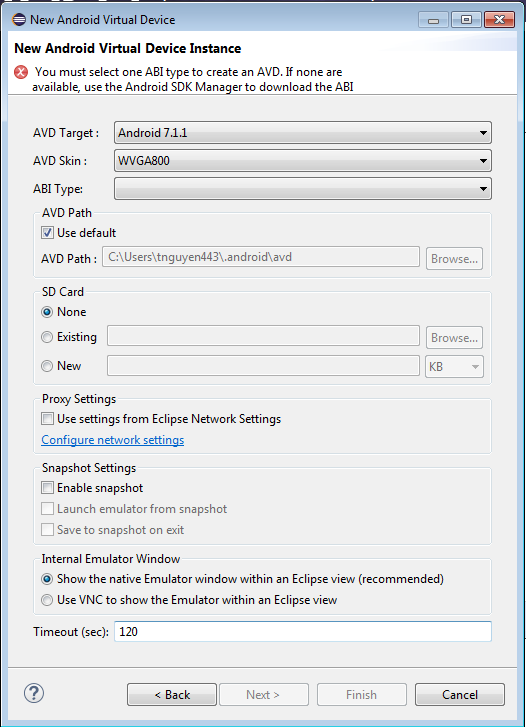 New Android Virtual Device
New Android Virtual Device Instance
You must select one ABI type to create an AVD. If none are
available, use the Android SDK Manager to download the ABI
AVD Target : Android 7.1.1
AVD Skin : WVGA800
ABI Type:
AVD Path
Use default
AVD Path : C:\Users\tnguyen443\.android\avd Browse...
SD Card
None
Existing Browse...
New KB
Proxy Settings
Use settings from Eclipse Network Settings
Configure network settings
Snapshot Settings
Enable snapshot
Launch emulator from snapshot
Save to snapshot on exit
Internal Emulator Window
Show the native Emulator window within an Eclipse view (recommended)
Use VNC to show the Emulator within an Eclipse view
Timeout (sec): 120
? < Back Next > Finish Cancel